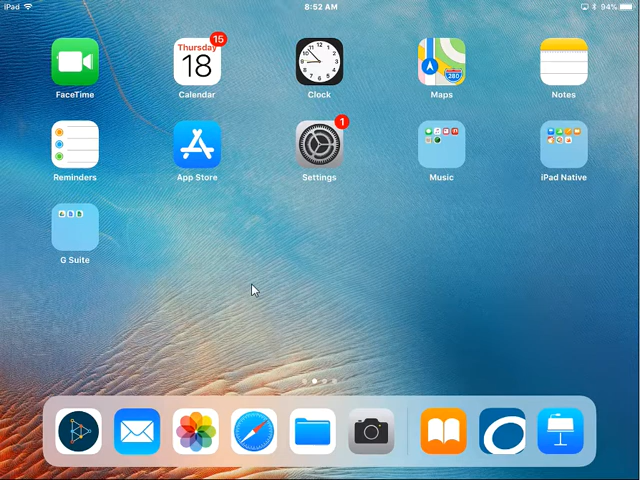 iPad 8:52 AM 94%
15 1
Thursday
18
280
FaceTime Calendar Clock Maps Notes
Reminders App Store Settings Music iPad Native
G Suite